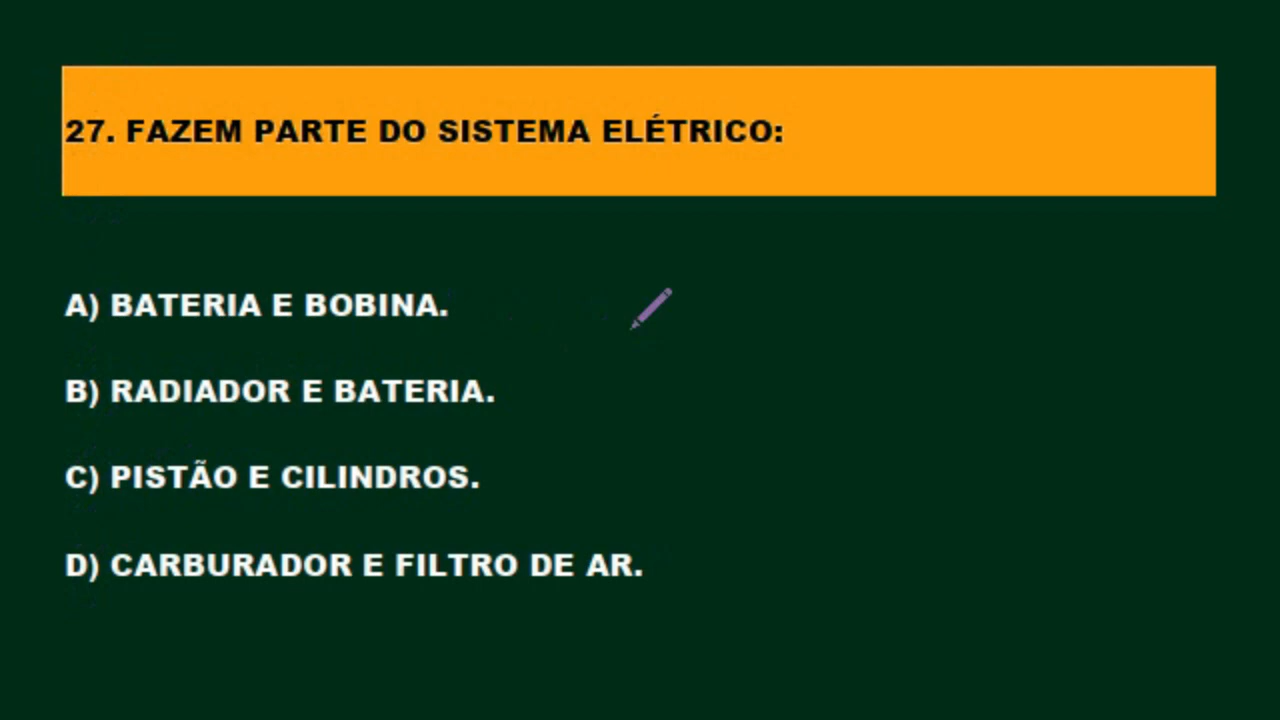 27. FAZEM PARTE DO SISTEMA ELÉTRICO:
A) BATERIA E BOBINA.
B) RADIADOR E BATERIA.
C) PISTÃO E CILINDROS.
D) CARBURADOR E FILTRO DE AR.